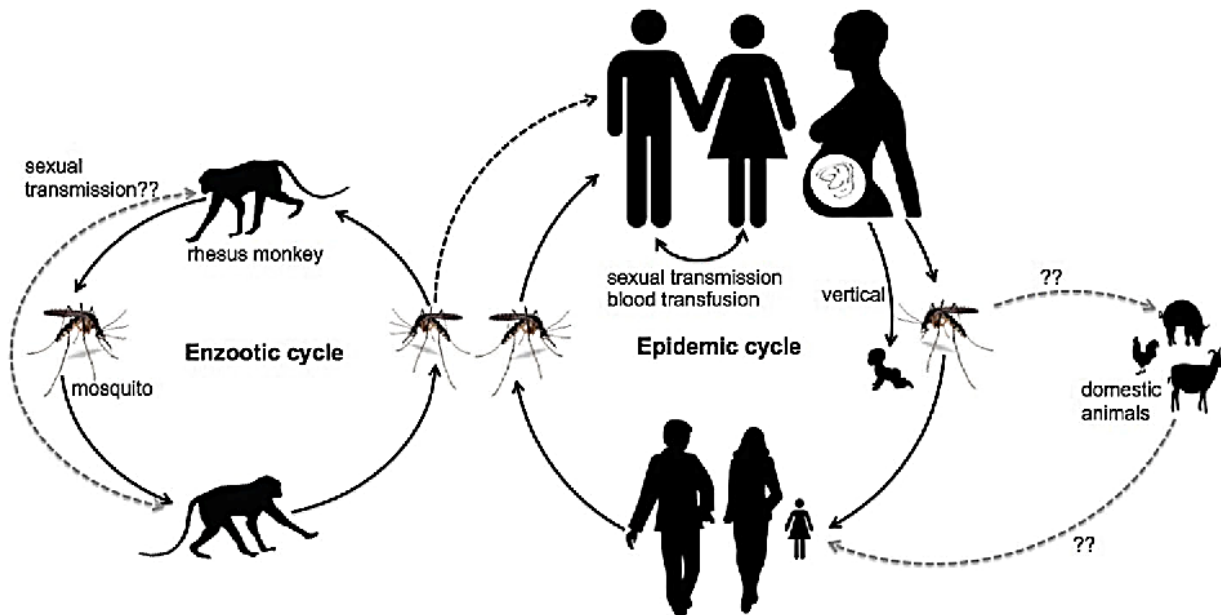 sexual
transmission??
rhesus monkey
mosquito
Enzootic cycle
sexual transmission
blood transfusion
Epidemic cycle
vertical
??
domestic
animals
??